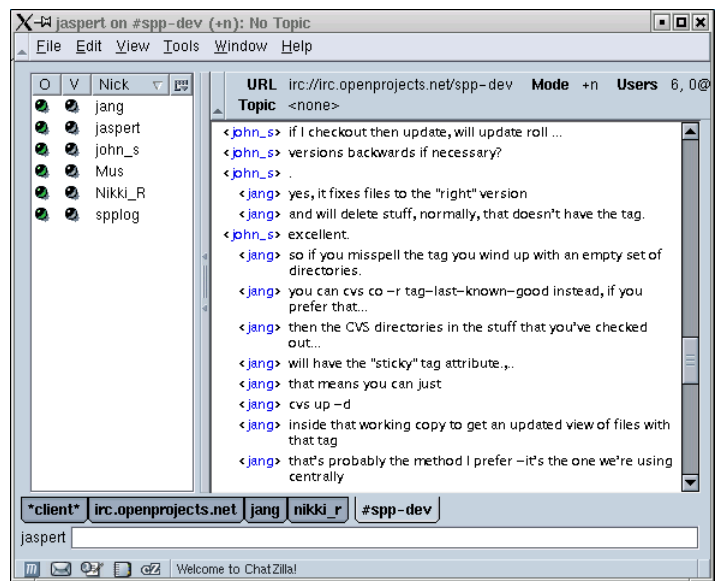 jaspert on #spp-dev (+n): No Topic
File Edit View Tools Window Help
O V Nick
jang
jaspert
john_s
Mus
Nikki_R
spplog
URL irc://irc.openprojects.net/spp-dev Mode +n Users 6, 0@
Topic <none>
<john_s> if I checkout then update, will update roll ...
<john_s> versions backwards if necessary?
<john_s> .
<jang> yes, it fixes files to the "right" version
<jang> and will delete stuff, normally, that doesn't have the tag.
<john_s> excellent.
<jang> so if you misspell the tag you wind up with an empty set of
directories.
<jang> you can cvs co -r tag-last-known-good instead, if you
prefer that...
<jang> then the CVS directories in the stuff that you've checked
out...
<jang> will have the "sticky" tag attribute.,..
<jang> that means you can just
<jang> cvs up -d
<jang> inside that working copy to get an updated view of files with
that tag
<jang> that's probably the method I prefer -it's the one we're using
centrally
*client* irc.openprojects.net jang nikki_r #spp-dev
jaspert
Welcome to ChatZilla!